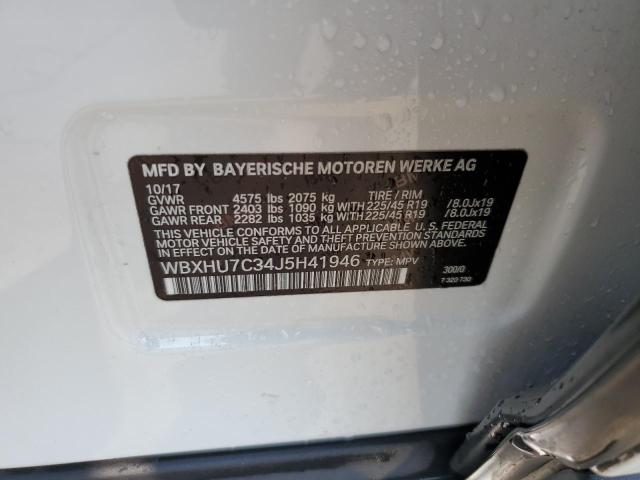 MFD BY BAYERISCHE MOTOREN WERKE AG
10/17
GVWR 4575 lbs 2075 kg TIRE / RIM
GAWR FRONT 2403 lbs 1090 kg WITH 225/45 R19 /8.0Jx19
GAWR REAR 2282 lbs 1035 kg WITH 225/45 R19 /8.0Jx19
THIS VEHICLE CONFORMS TO ALL APPLICABLE U. S. FEDERAL
MOTOR VEHICLE SAFETY STANDARDS IN EFFECT ON THE
DATE OF MANUFACTURE SHOWN ABOVE.
WBXHU7C34J5H41946 TYPE: MPV
300/0
7 320 730